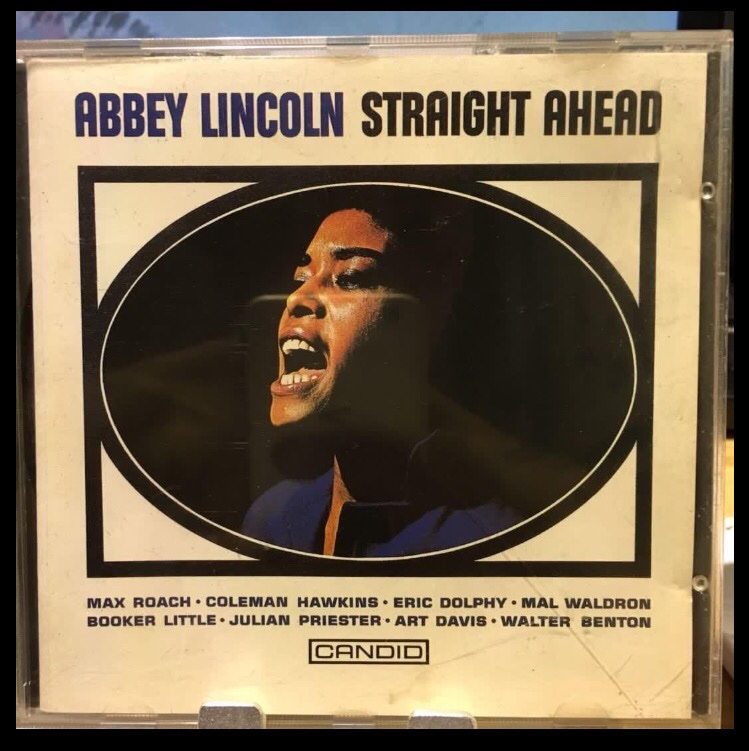 ABBEY LINCOLN STRAIGHT AHEAD
MAX ROACH • COLEMAN HAWKINS • ERIC DOLPHY • MAL WALDRON
BOOKER LITTLE • JULIAN PRIESTER • ART DAVIS • WALTER BENTON
CANDID